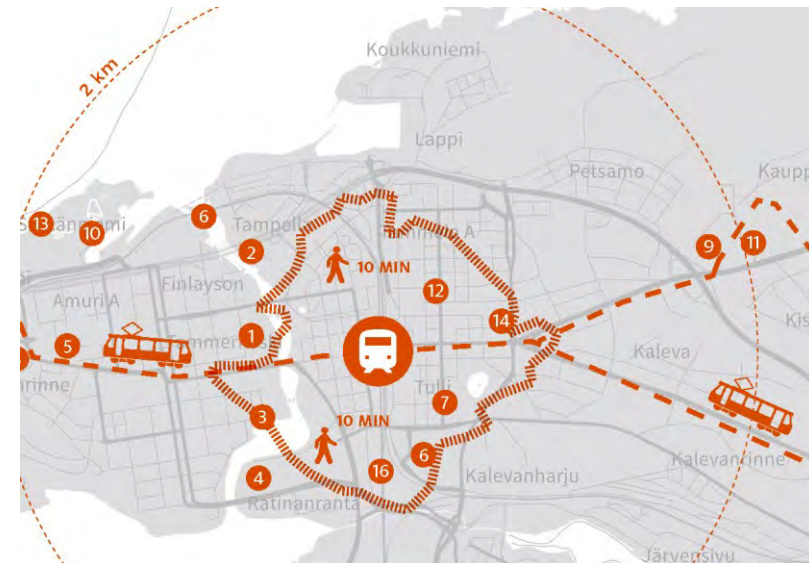 Koukkuniemi
2 km
Lappi
Petsamo
Kaupp
13
10
6
Tampell
2
9
11
10 MIN
Finlayson
12
Amuri A
1
14
Kis
5
Kaleva
rinne
Tulli
7
3
10 MIN
Kalevanrinne
16
6
4
Kalevanharju
Ratinanranta
Järvensivu